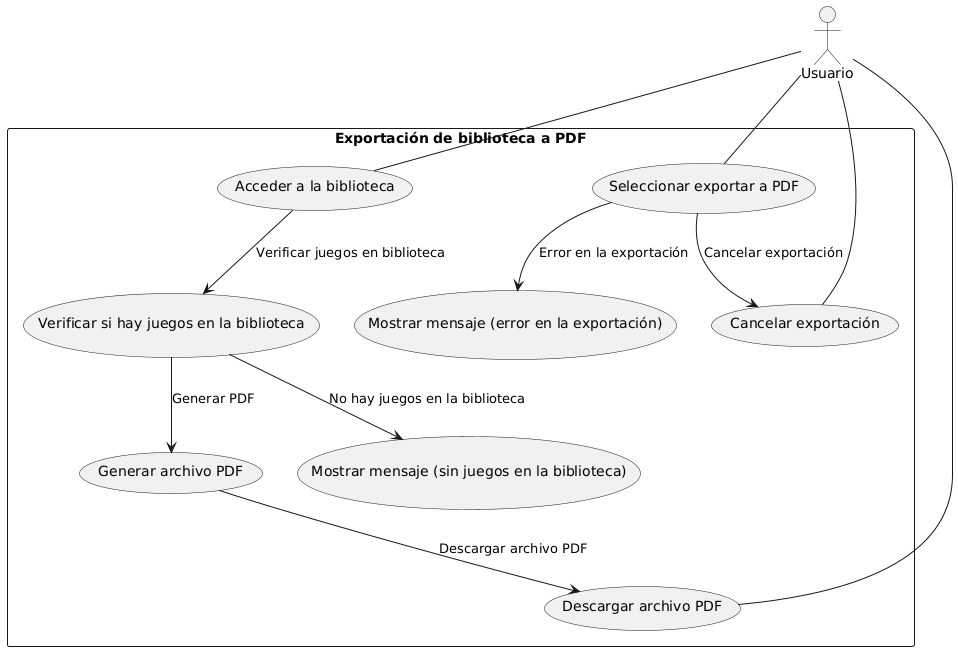 Usuario
Exportación de biblioteca a PDF
Acceder a la biblioteca
Seleccionar exportar a PDF
Verificar juegos en biblioteca
Error en la exportación
Cancelar exportación
Verificar si hay juegos en la biblioteca
Mostrar mensaje (error en la exportación)
Cancelar exportación
Generar PDF
No hay juegos en la biblioteca
Generar archivo PDF
Mostrar mensaje (sin juegos en la biblioteca)
Descargar archivo PDF
Descargar archivo PDF